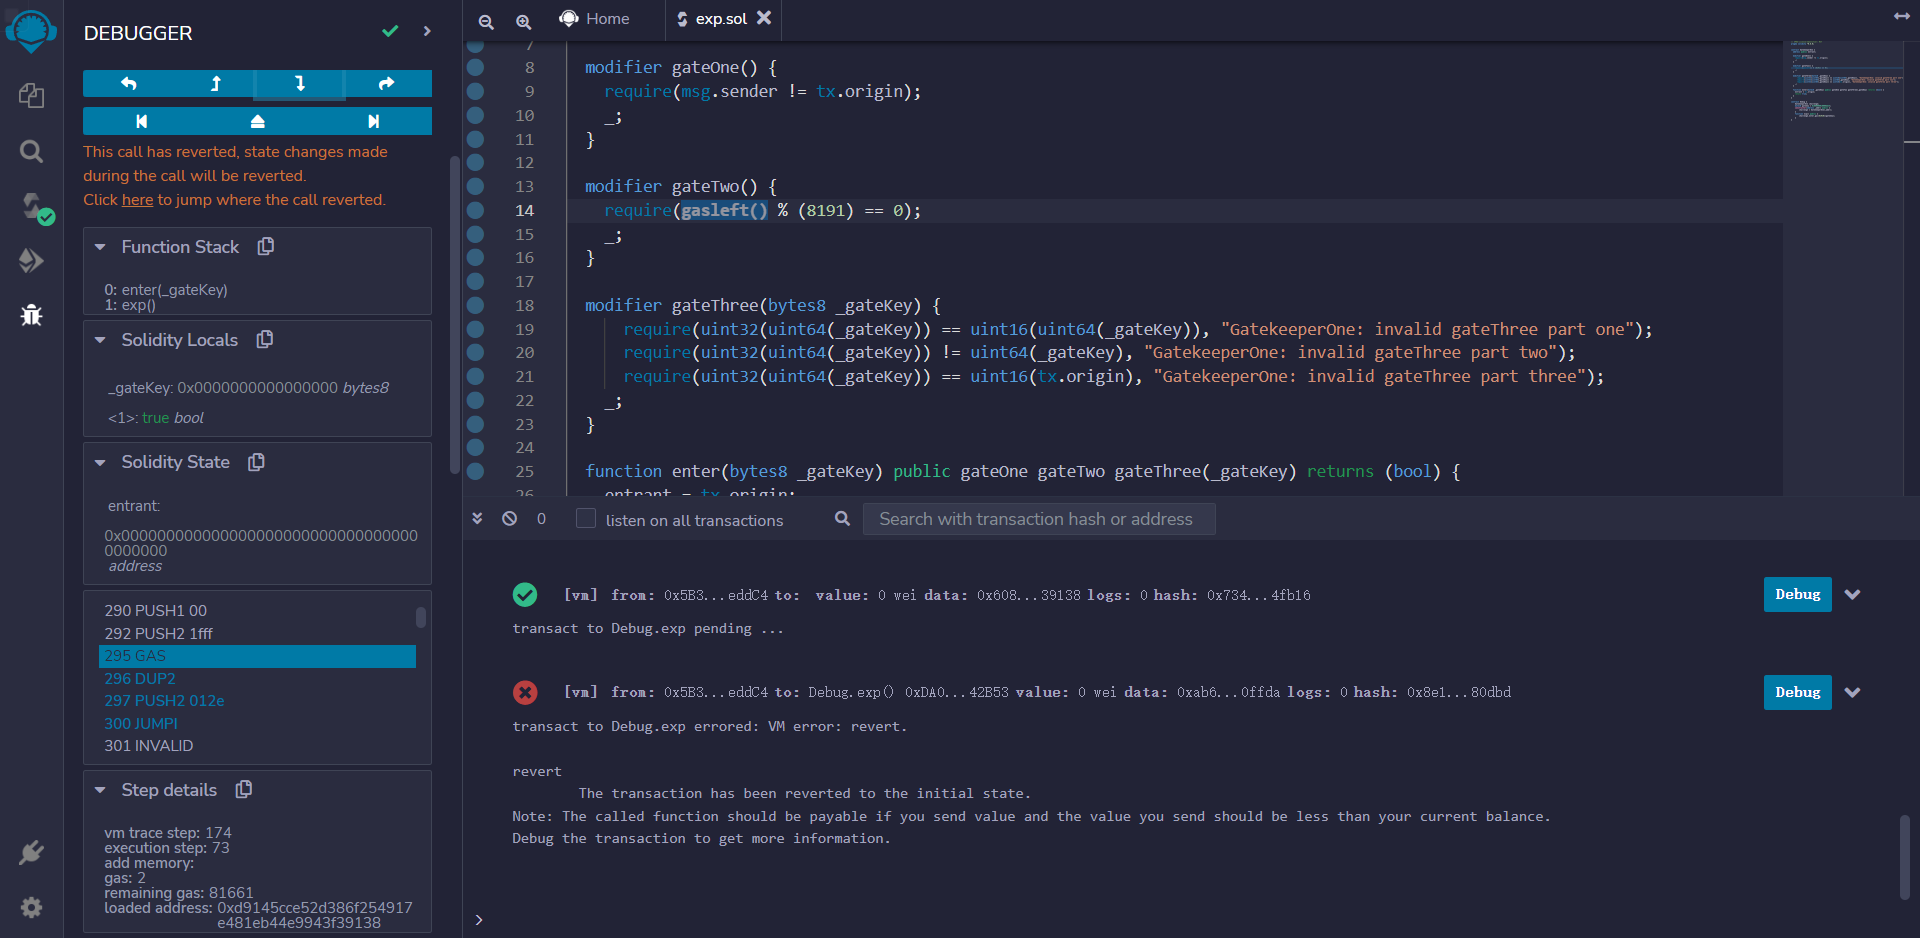 DEBUGGER
This call has reverted, state changes made
during the call will be reverted.
Click here to jump where the call reverted.
Function Stack
0: enter(_gateKey)
1: exp()
Solidity Locals
_gateKey: 0x0000000000000000 bytes8
<1>: true bool
Solidity State
entrant:
0x000000000000000000000000000000000
0000000
address
290 PUSH1 00
292 PUSH2 1fff
295 GAS
296 DUP2
297 PUSH2 012e
300 JUMPI
301 INVALID
Step details
vm trace step: 174
execution step: 73
add memory:
gas: 2
remaining gas: 81661
loaded address: 0xd9145cce52d386f254917
e481eb44e9943f39138
Home
exp.sol
7
8 modifier gateOne() {
9 require(msg.sender != tx.origin);
10 _;
11 }
12
13 modifier gateTwo() {
14 require(gasleft() % (8191) == 0);
15 _;
16 }
17
18 modifier gateThree(bytes8 _gateKey) {
19 require(uint32(uint64(_gateKey)) == uint16(uint64(_gateKey)), "GatekeeperOne: invalid gateThree part one");
20 require(uint32(uint64(_gateKey)) != uint64(_gateKey), "GatekeeperOne: invalid gateThree part two");
21 require(uint32(uint64(_gateKey)) == uint16(tx.origin), "GatekeeperOne: invalid gateThree part three");
22 _;
23 }
24
25 function enter(bytes8 _gateKey) public gateOne gateTwo gateThree(_gateKey) returns (bool) {
26 entrant = tx.origin;
0 listen on all transactions Search with transaction hash or address
[vm] from: 0x5B3...eddC4 to: value: 0 wei data: 0x608...39138 logs: 0 hash: 0x734...4fb16 Debug
transact to Debug.exp pending ...
[vm] from: 0x5B3...eddC4 to: Debug.exp() 0xDA0...42B53 value: 0 wei data: 0xab6...0ffda logs: 0 hash: 0x8e1...80dbd Debug
transact to Debug.exp errored: VM error: revert.
revert
The transaction has been reverted to the initial state.
Note: The called function should be payable if you send value and the value you send should be less than your current balance.
Debug the transaction to get more information.
>